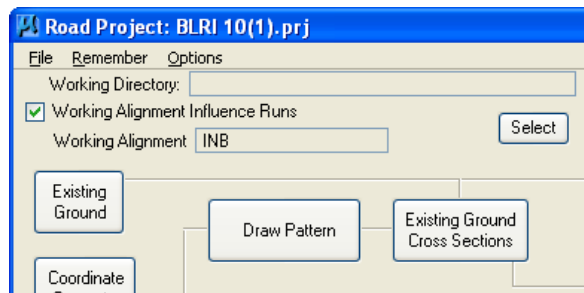 Road Project: BLRI 10(1).prj
File Remember Options
Working Directory:
Working Alignment Influence Runs
Working Alignment INB
Select
Existing
Ground
Draw Pattern
Existing Ground
Cross Sections
Coordinate